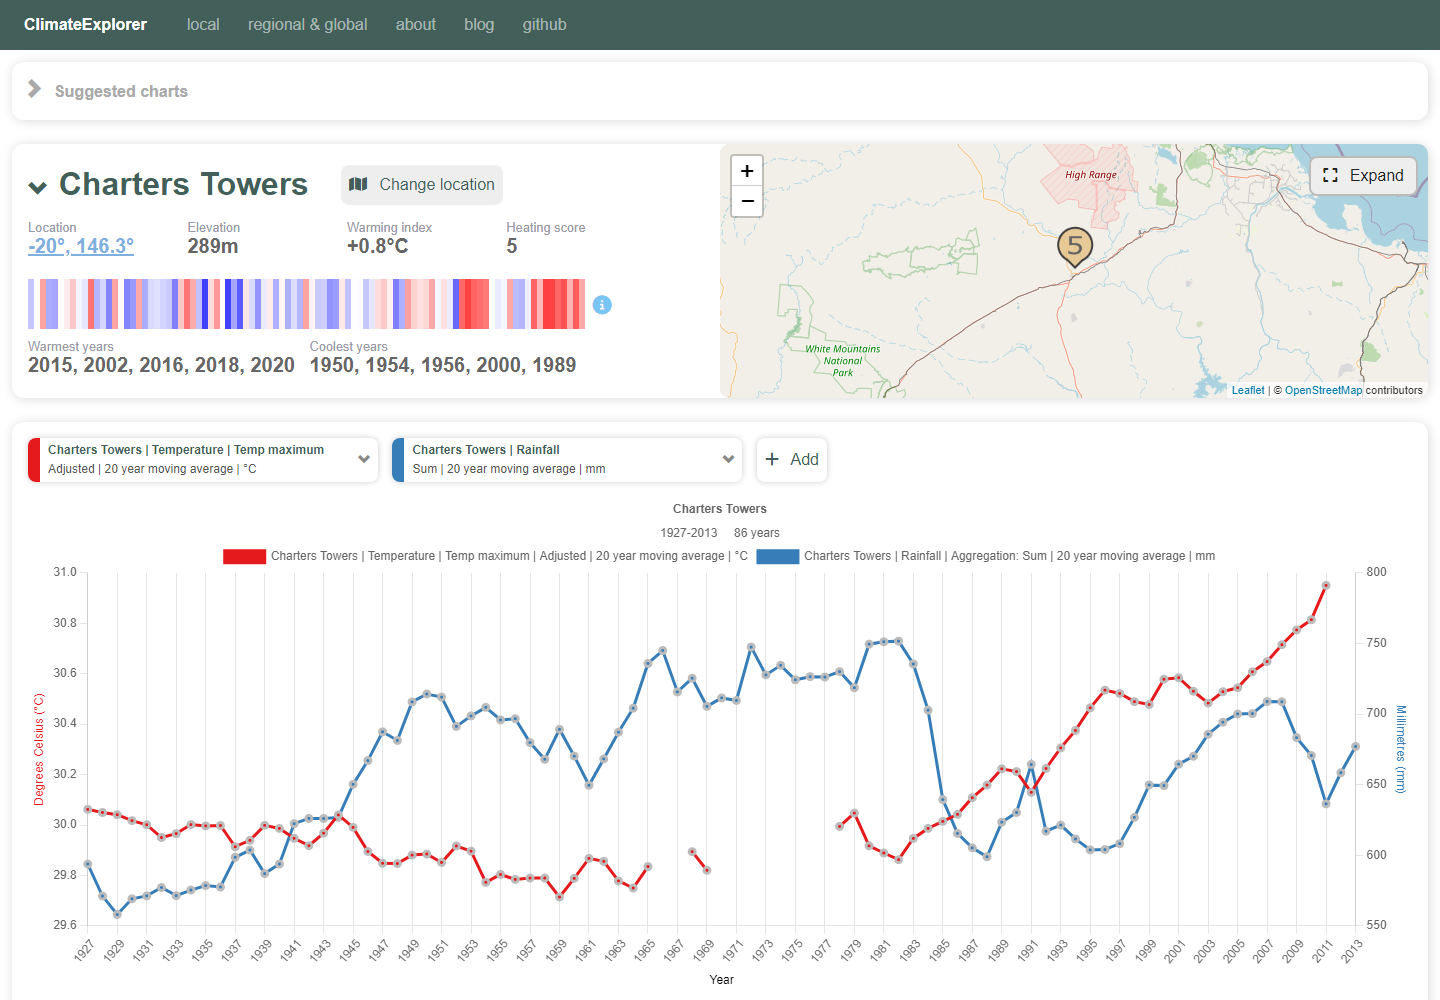 ClimateExplorer local regional & global about blog github
Suggested charts
Charters Towers Change location
Location Elevation Warming index Heating score
-20°, 146.3° 289m +0.8°C 5
Warmest years Coolest years
2015, 2002, 2016, 2018, 2020 1950, 1954, 1956, 2000, 1989
+
−
High Range
Expand
5
White Mountains
National
Park
Leaflet | © OpenStreetMap contributors
Charters Towers | Temperature | Temp maximum
Adjusted | 20 year moving average | °C
Charters Towers | Rainfall
Sum | 20 year moving average | mm
+ Add
Charters Towers
1927-2013 86 years
Charters Towers | Temperature | Temp maximum | Adjusted | 20 year moving average | °C
Charters Towers | Rainfall | Aggregation: Sum | 20 year moving average | mm
Degrees Celsius (°C)
31.0
30.8
30.6
30.4
30.2
30.0
29.8
29.6
800
750
700
650
600
550
Millimetres (mm)
1927 1929 1931 1933 1935 1937 1939 1941 1943 1945 1947 1949 1951 1953 1955 1957 1959 1961 1963 1965 1967 1969 1971 1973 1975 1977 1979 1981 1983 1985 1987 1989 1991 1993 1995 1997 1999 2001 2003 2005 2007 2009 2011 2013
Year